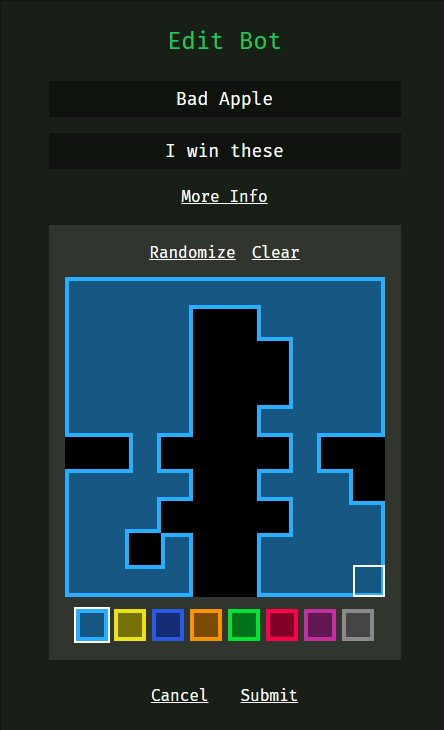 Edit Bot
Bad Apple
I win these
More Info
Randomize Clear
Cancel Submit